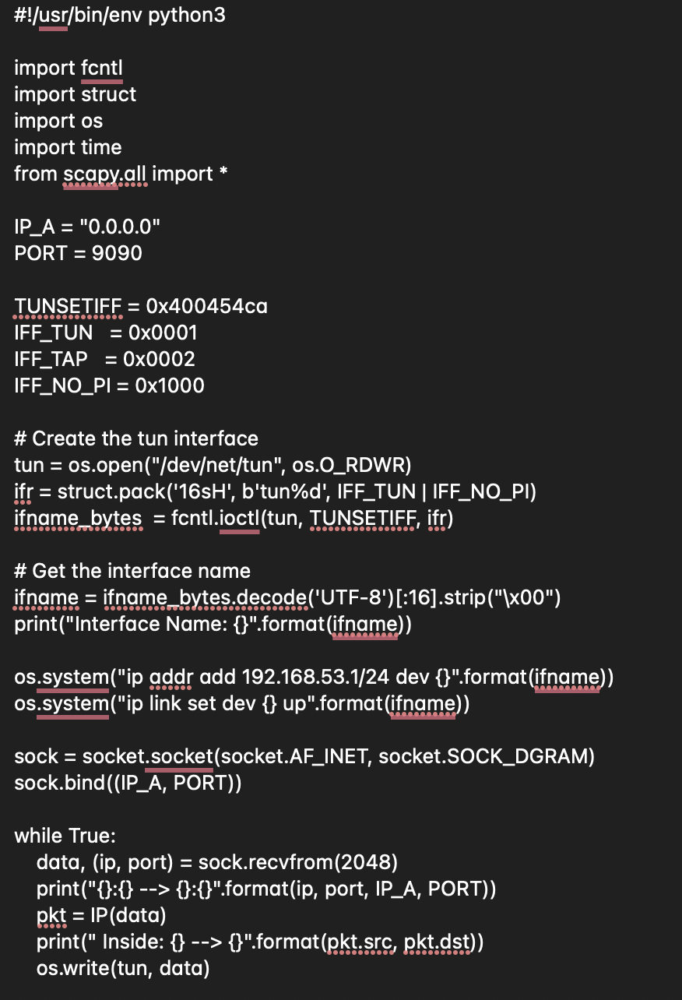 #!/usr/bin/env python3

import fcntl
import struct
import os
import time
from scapy.all import *

IP_A = "0.0.0.0"
PORT = 9090

TUNSETIFF = 0x400454ca
IFF_TUN   = 0x0001
IFF_TAP   = 0x0002
IFF_NO_PI = 0x1000

# Create the tun interface
tun = os.open("/dev/net/tun", os.O_RDWR)
ifr = struct.pack('16sH', b'tun%d', IFF_TUN | IFF_NO_PI)
ifname_bytes  = fcntl.ioctl(tun, TUNSETIFF, ifr)

# Get the interface name
ifname = ifname_bytes.decode('UTF-8')[:16].strip("\x00")
print("Interface Name: {}".format(ifname))

os.system("ip addr add 192.168.53.1/24 dev {}".format(ifname))
os.system("ip link set dev {} up".format(ifname))

sock = socket.socket(socket.AF_INET, socket.SOCK_DGRAM)
sock.bind((IP_A, PORT))

while True:
    data, (ip, port) = sock.recvfrom(2048)
    print("{}:{} --> {}:{}".format(ip, port, IP_A, PORT))
    pkt = IP(data)
    print(" Inside: {} --> {}".format(pkt.src, pkt.dst))
    os.write(tun, data)